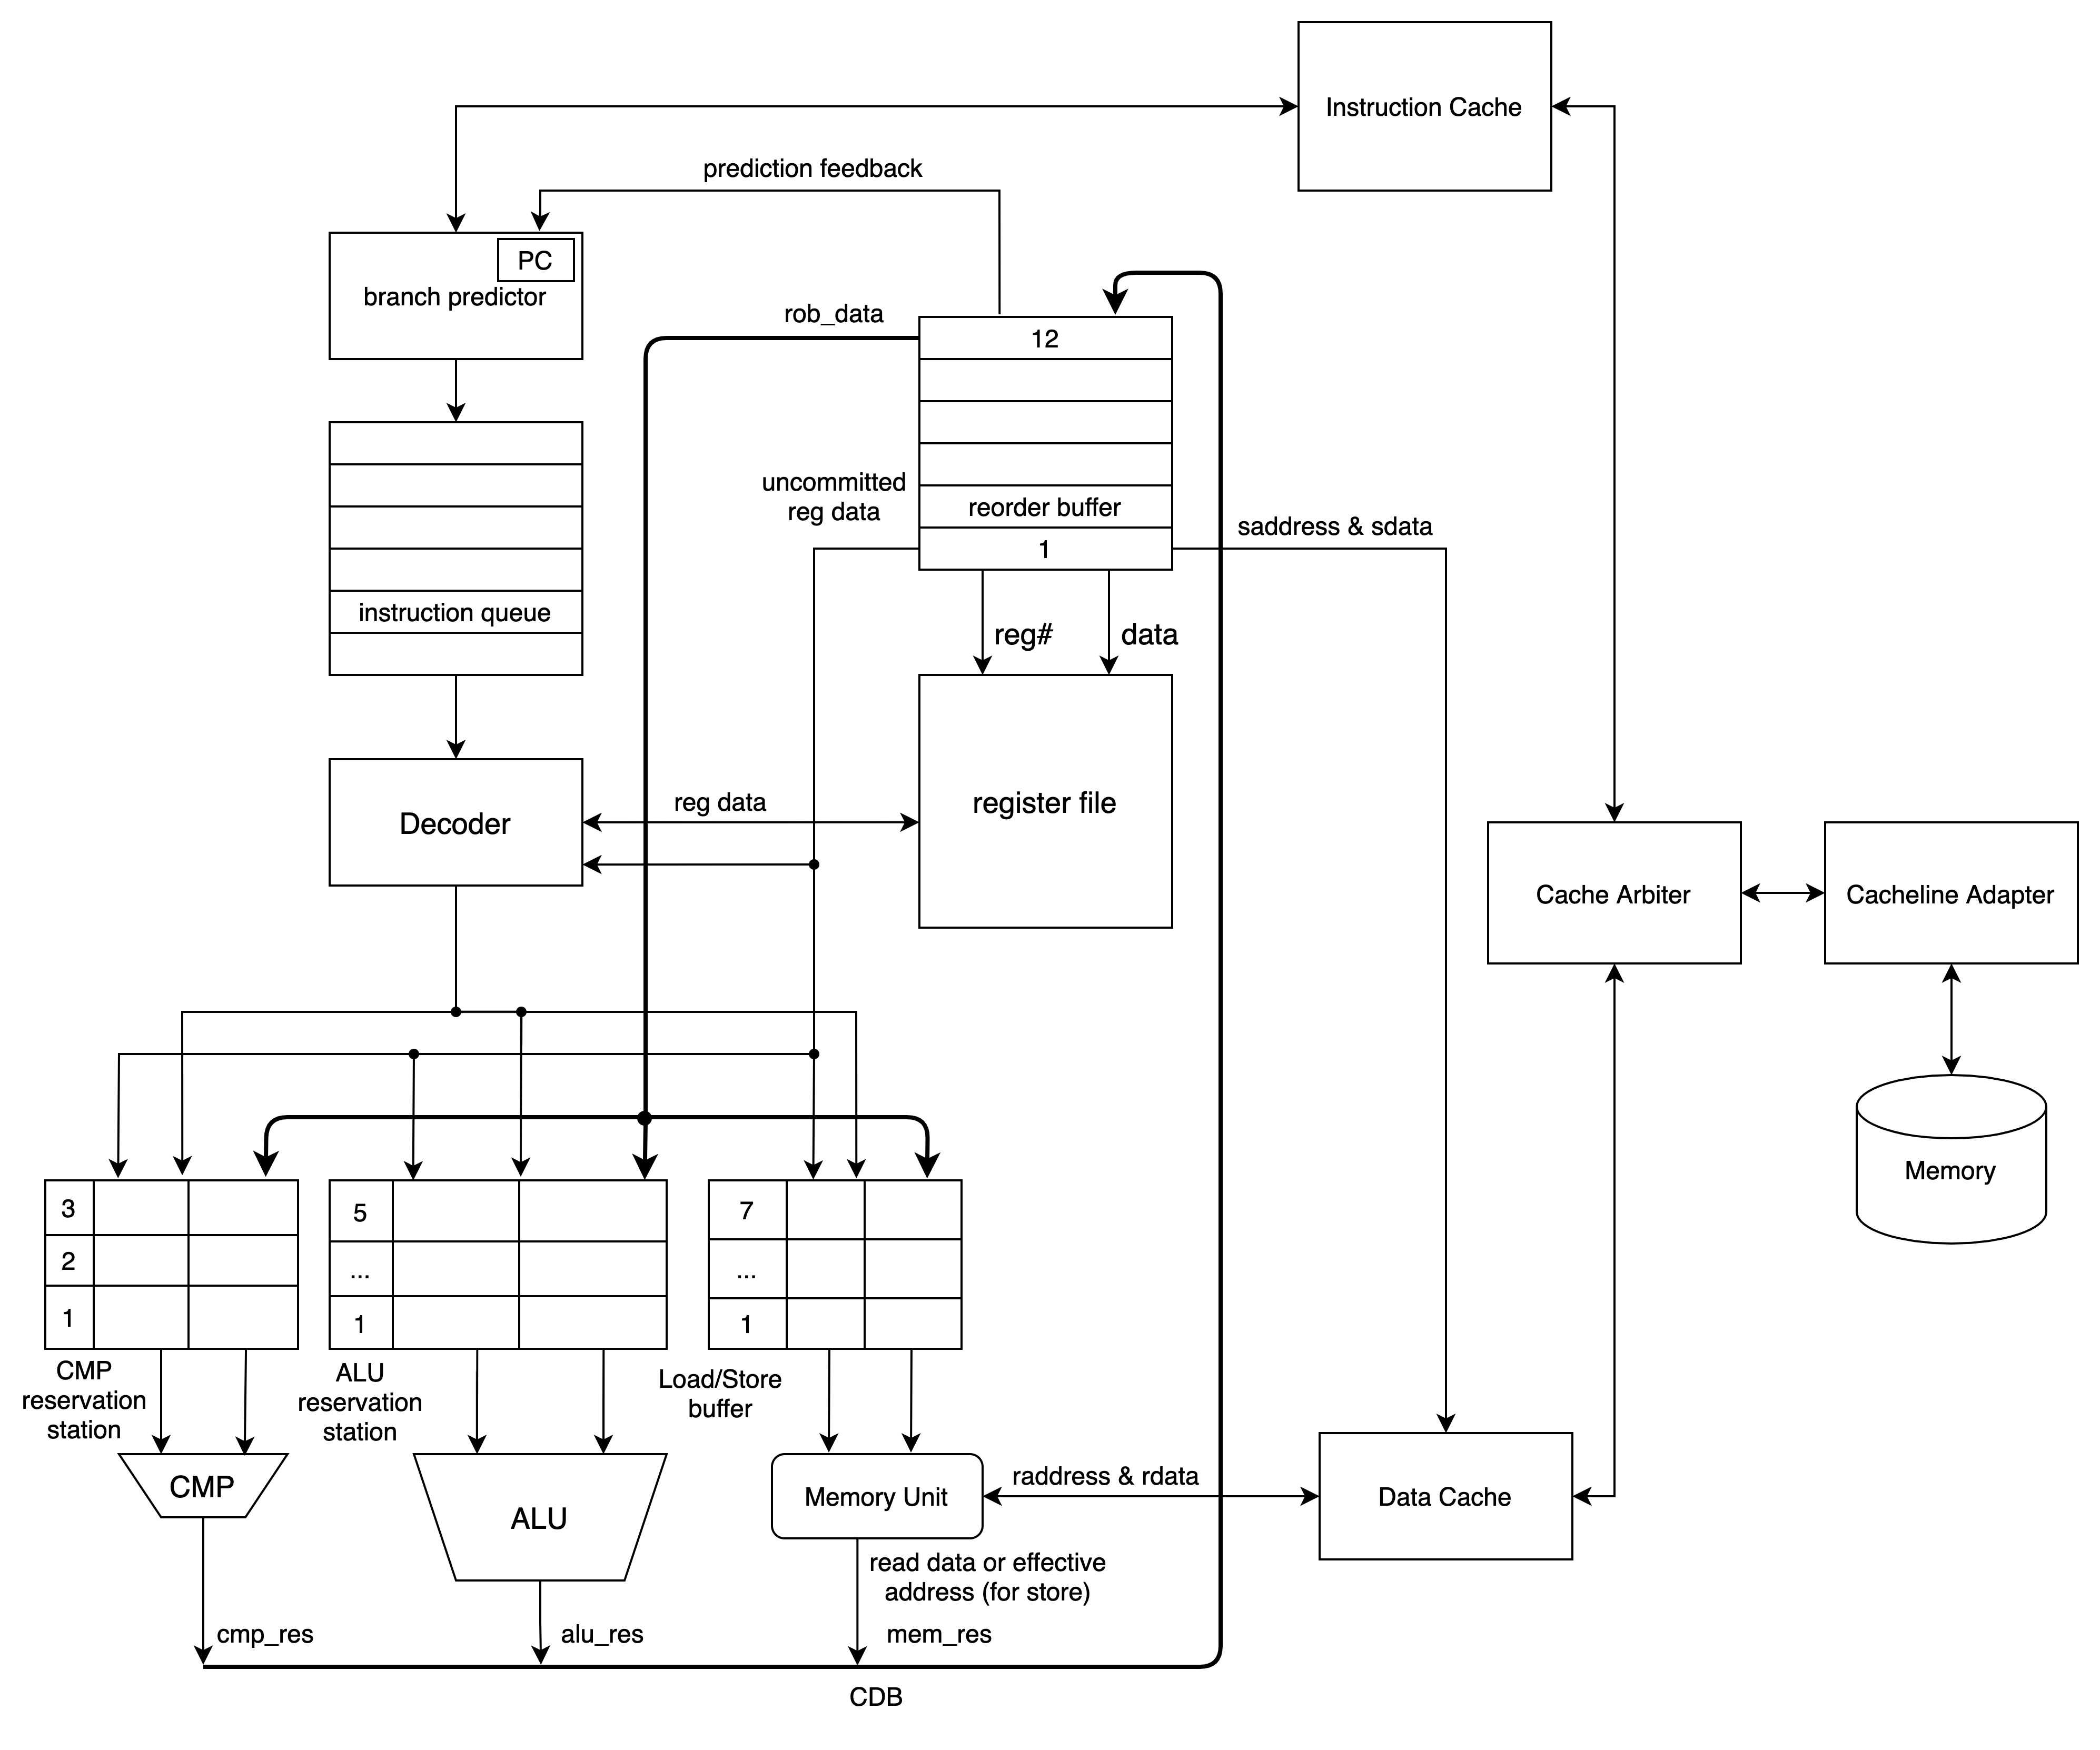 Instruction Cache
prediction feedback
PC
branch predictor
rob_data
12
uncommitted
reg data
reorder buffer
saddress & sdata
1
instruction queue
reg#
data
Decoder
reg data
register file
Cache Arbiter
Cacheline Adapter
Memory
3
2
1
5
...
1
7
...
1
CMP
reservation
station
ALU
reservation
station
Load/Store
buffer
CMP
ALU
Memory Unit
raddress & rdata
Data Cache
read data or effective
address (for store)
cmp_res
alu_res
mem_res
CDB